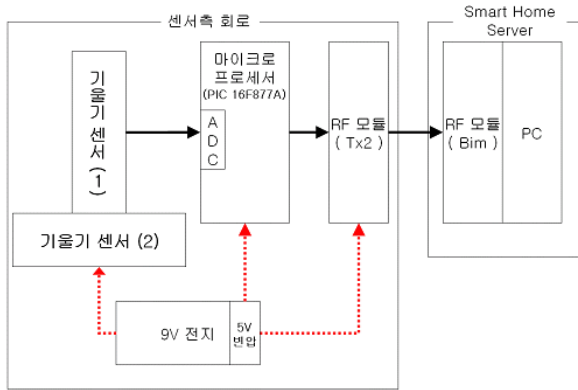 센서측 회로
Smart Home
Server
기울기 센서 (1)
마이크로
프로세서
(PIC 16F877A)
ADC
RF 모듈
( Tx2 )
RF 모듈
( Bim )
PC
기울기 센서 (2)
9V 전지
5V
변압